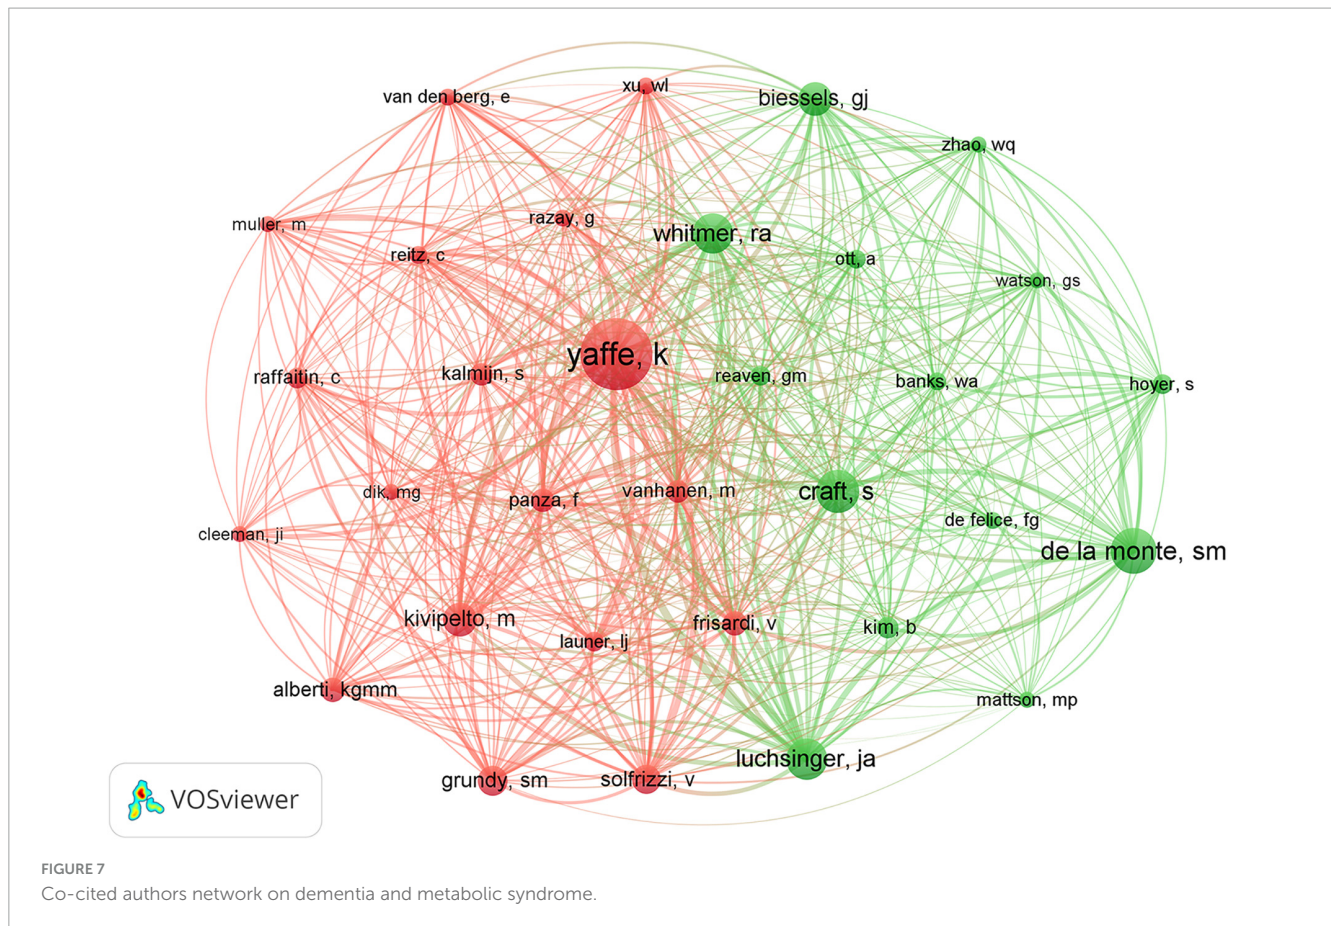 xu, wl
van den berg, e
biessels, gj
zhao, wq
razay, g
muller, m
whitmer, ra
reitz, c
ott, a
watson, gs
yaffe, k
raffaitin, c
kalmijn, s
reaven, gm
banks, wa
hoyer, s
dik, mg
panza, f
vanhanen, m
craft, s
cleeman, ji
de felice, fg
de la monte, sm
kivipelto, m
launer, lj
frisardi, v
kim, b
alberti, kgmm
mattson, mp
luchsinger, ja
grundy, sm
solfrizzi, v
VOSviewer
FIGURE 7
Co-cited authors network on dementia and metabolic syndrome.